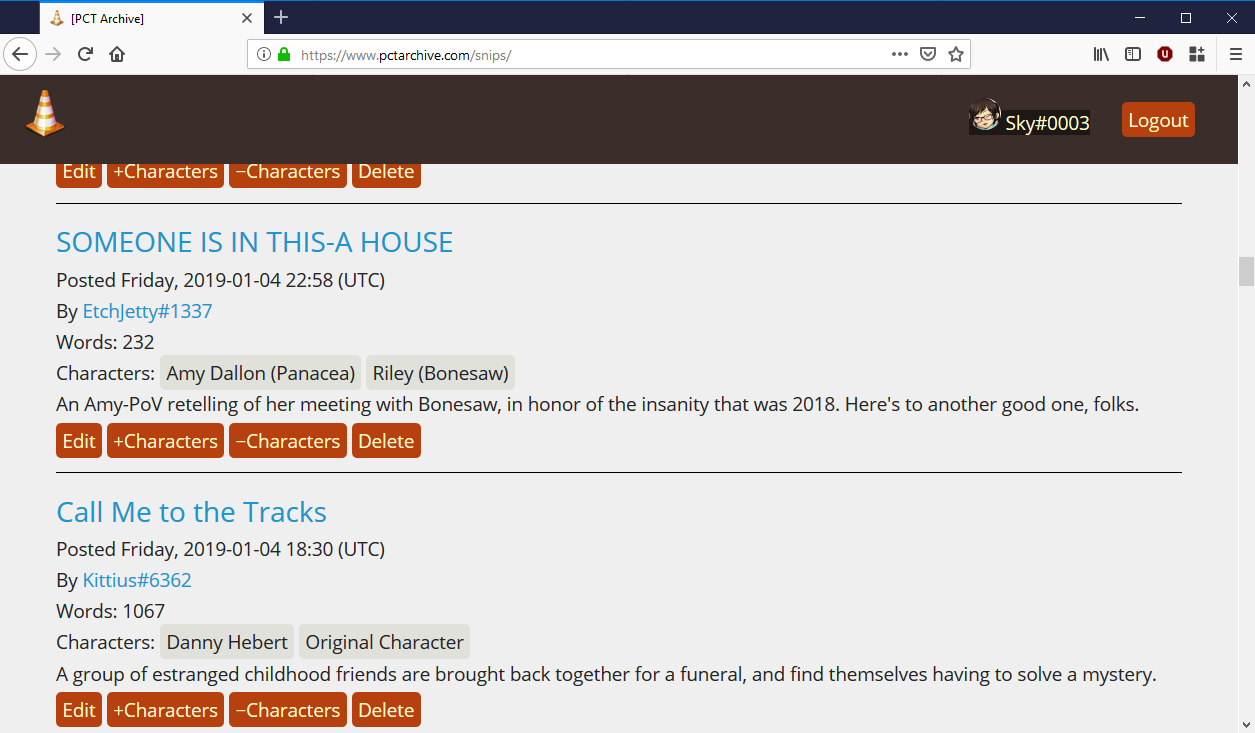 [PCT Archive]
https://www.pctarchive.com/snips/
Sky#0003 Logout
Edit +Characters −Characters Delete
SOMEONE IS IN THIS-A HOUSE
Posted Friday, 2019-01-04 22:58 (UTC)
By EtchJetty#1337
Words: 232
Characters: Amy Dallon (Panacea) Riley (Bonesaw)
An Amy-PoV retelling of her meeting with Bonesaw, in honor of the insanity that was 2018. Here's to another good one, folks.
Edit +Characters −Characters Delete
Call Me to the Tracks
Posted Friday, 2019-01-04 18:30 (UTC)
By Kittius#6362
Words: 1067
Characters: Danny Hebert Original Character
A group of estranged childhood friends are brought back together for a funeral, and find themselves having to solve a mystery.
Edit +Characters −Characters Delete